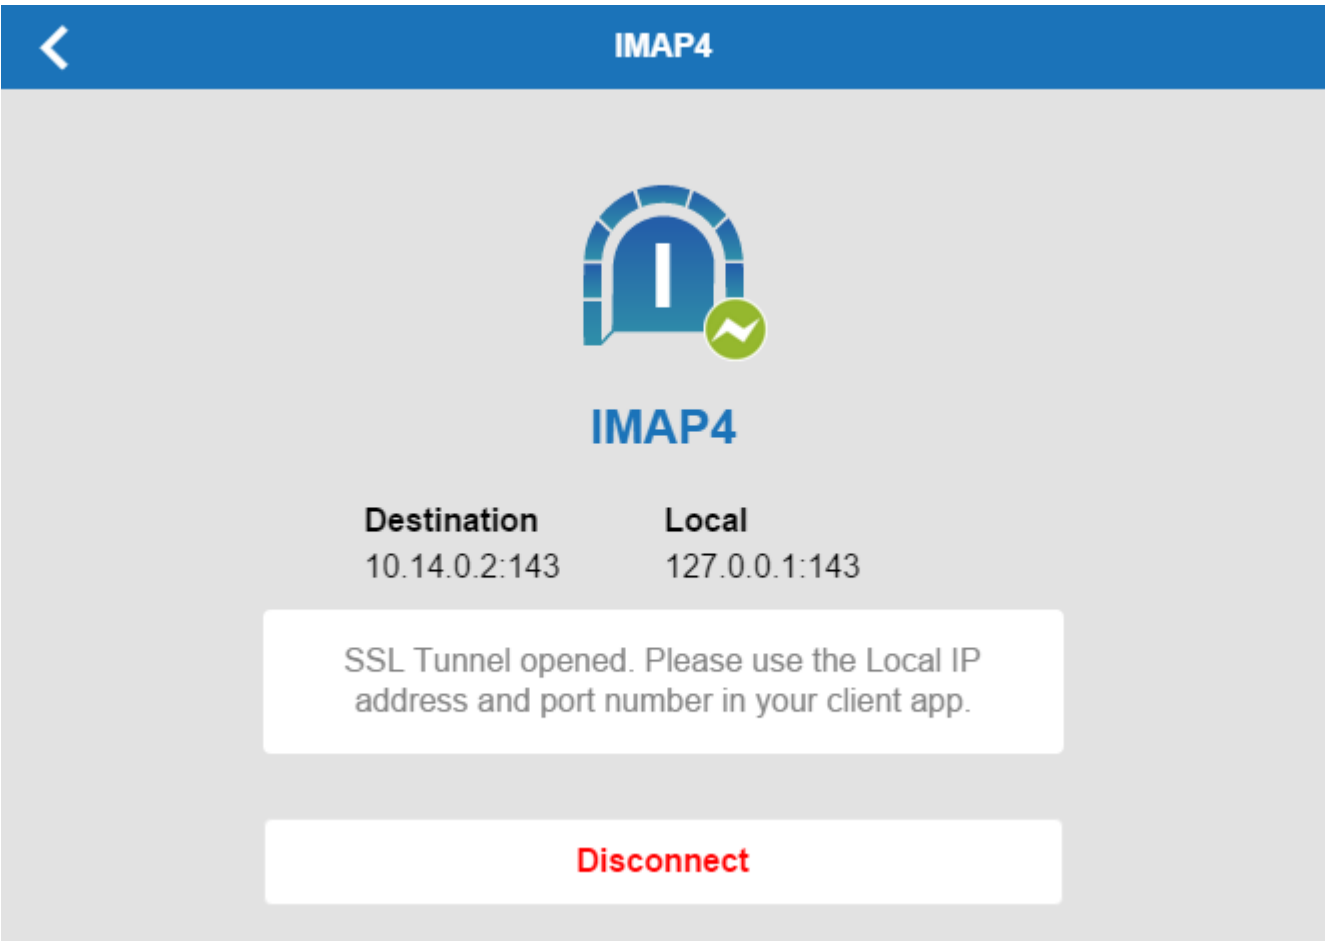 IMAP4
I
IMAP4
Destination Local
10.14.0.2:143 127.0.0.1:143
SSL Tunnel opened. Please use the Local IP
address and port number in your client app.
Disconnect